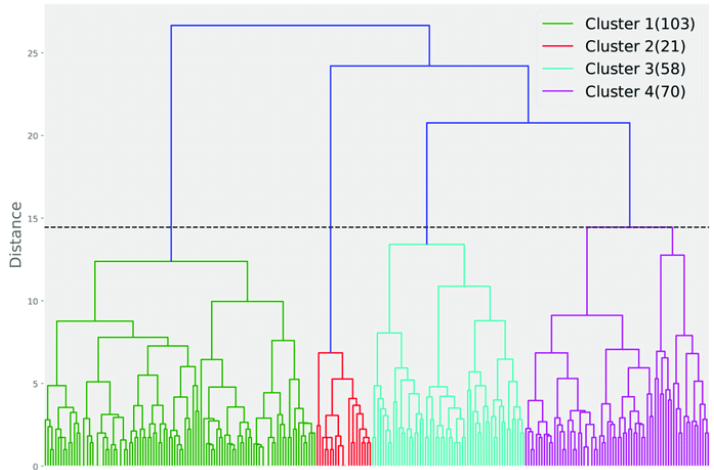 Cluster 1(103)
Cluster 2(21)
Cluster 3(58)
Cluster 4(70)
Distance
25
20
15
10
5
0